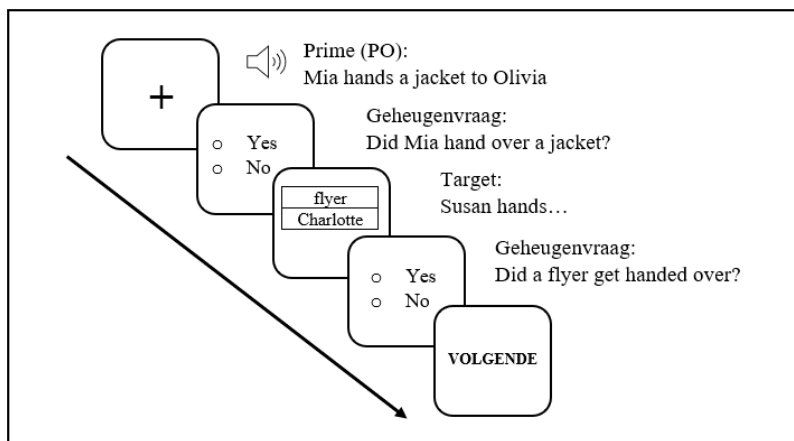 +
Prime (PO):
Mia hands a jacket to Olivia
Yes
No
Geheugenvraag:
Did Mia hand over a jacket?
flyer
Charlotte
Target:
Susan hands…
Yes
No
Geheugenvraag:
Did a flyer get handed over?
VOLGENDE